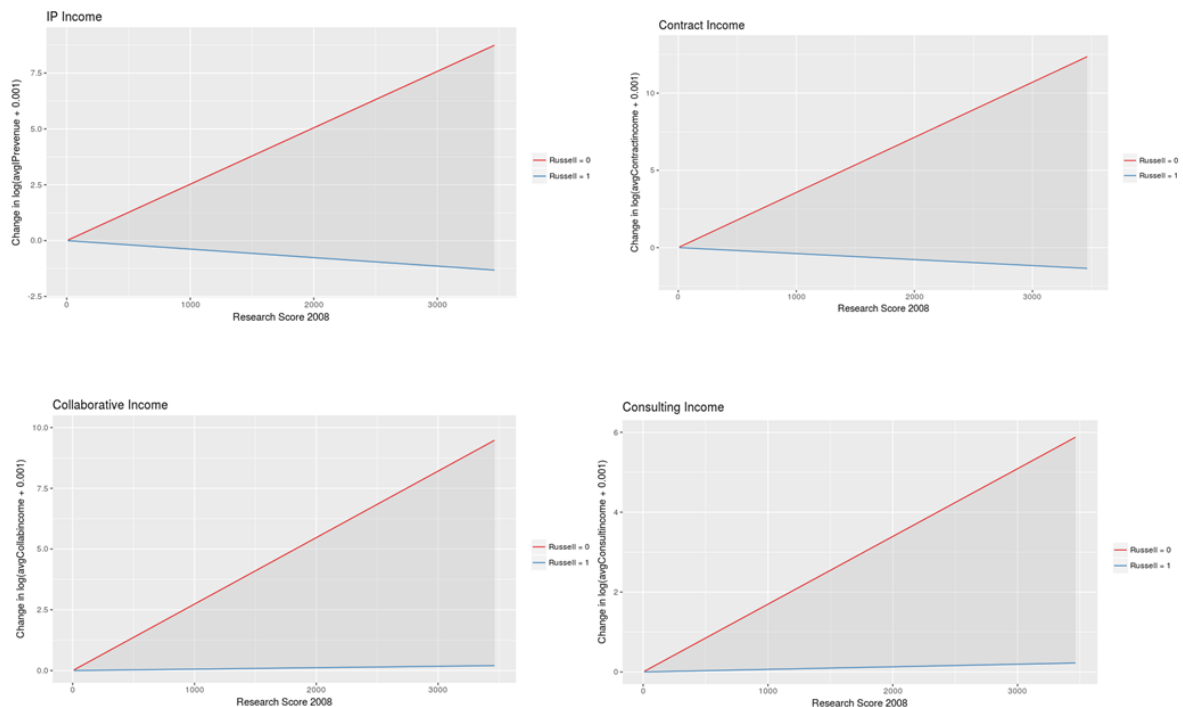 IP Income
Change in log(avgIPrevenue + 0.001)
7.5
5.0
2.5
0.0
-2.5
0
1000
2000
3000
Research Score 2008
Russell = 0
Russell = 1
Contract Income
Change in log(avgContractincome + 0.001)
10
5
0
0
1000
2000
3000
Research Score 2008
Russell = 0
Russell = 1
Collaborative Income
Change in log(avgCollabincome + 0.001)
10.0
7.5
5.0
2.5
0.0
0
1000
2000
3000
Research Score 2008
Russell = 0
Russell = 1
Consulting Income
Change in log(avgConsultincome + 0.001)
6
4
2
0
0
1000
2000
3000
Research Score 2008
Russell = 0
Russell = 1